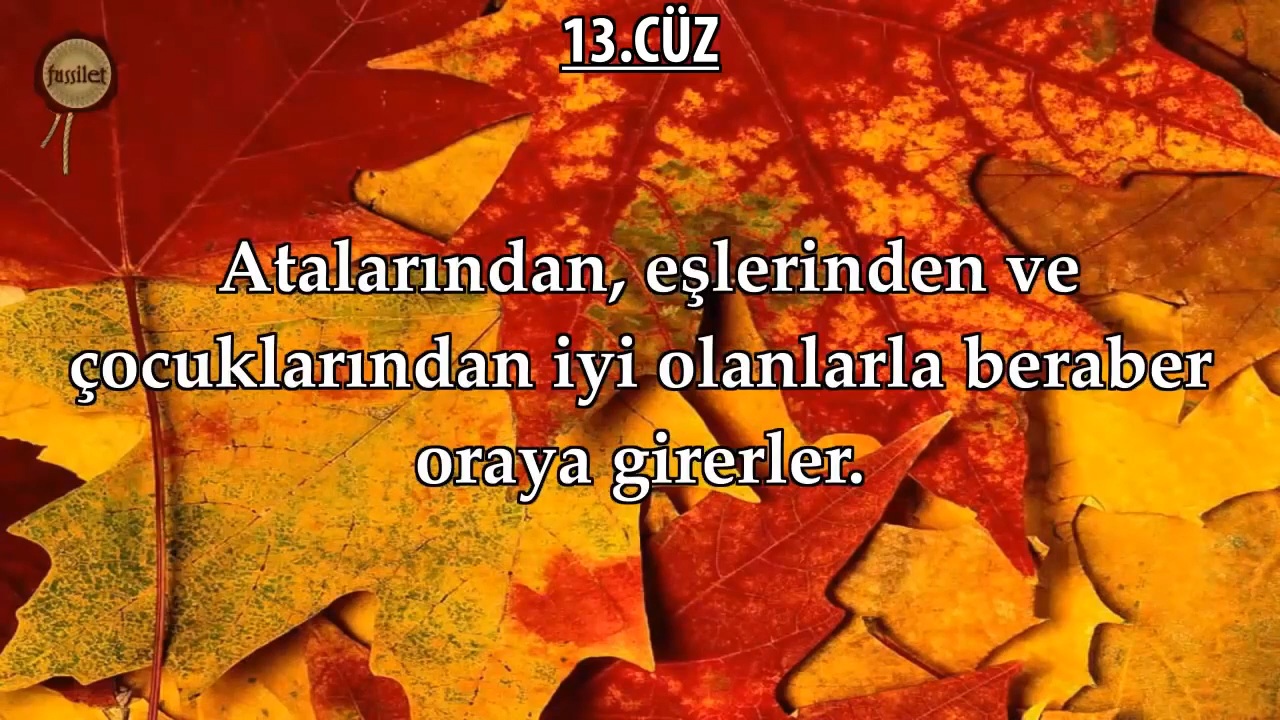 13.CÜZ
fussilet
Atalarından, eşlerinden ve
çocuklarından iyi olanlarla beraber
oraya girerler.